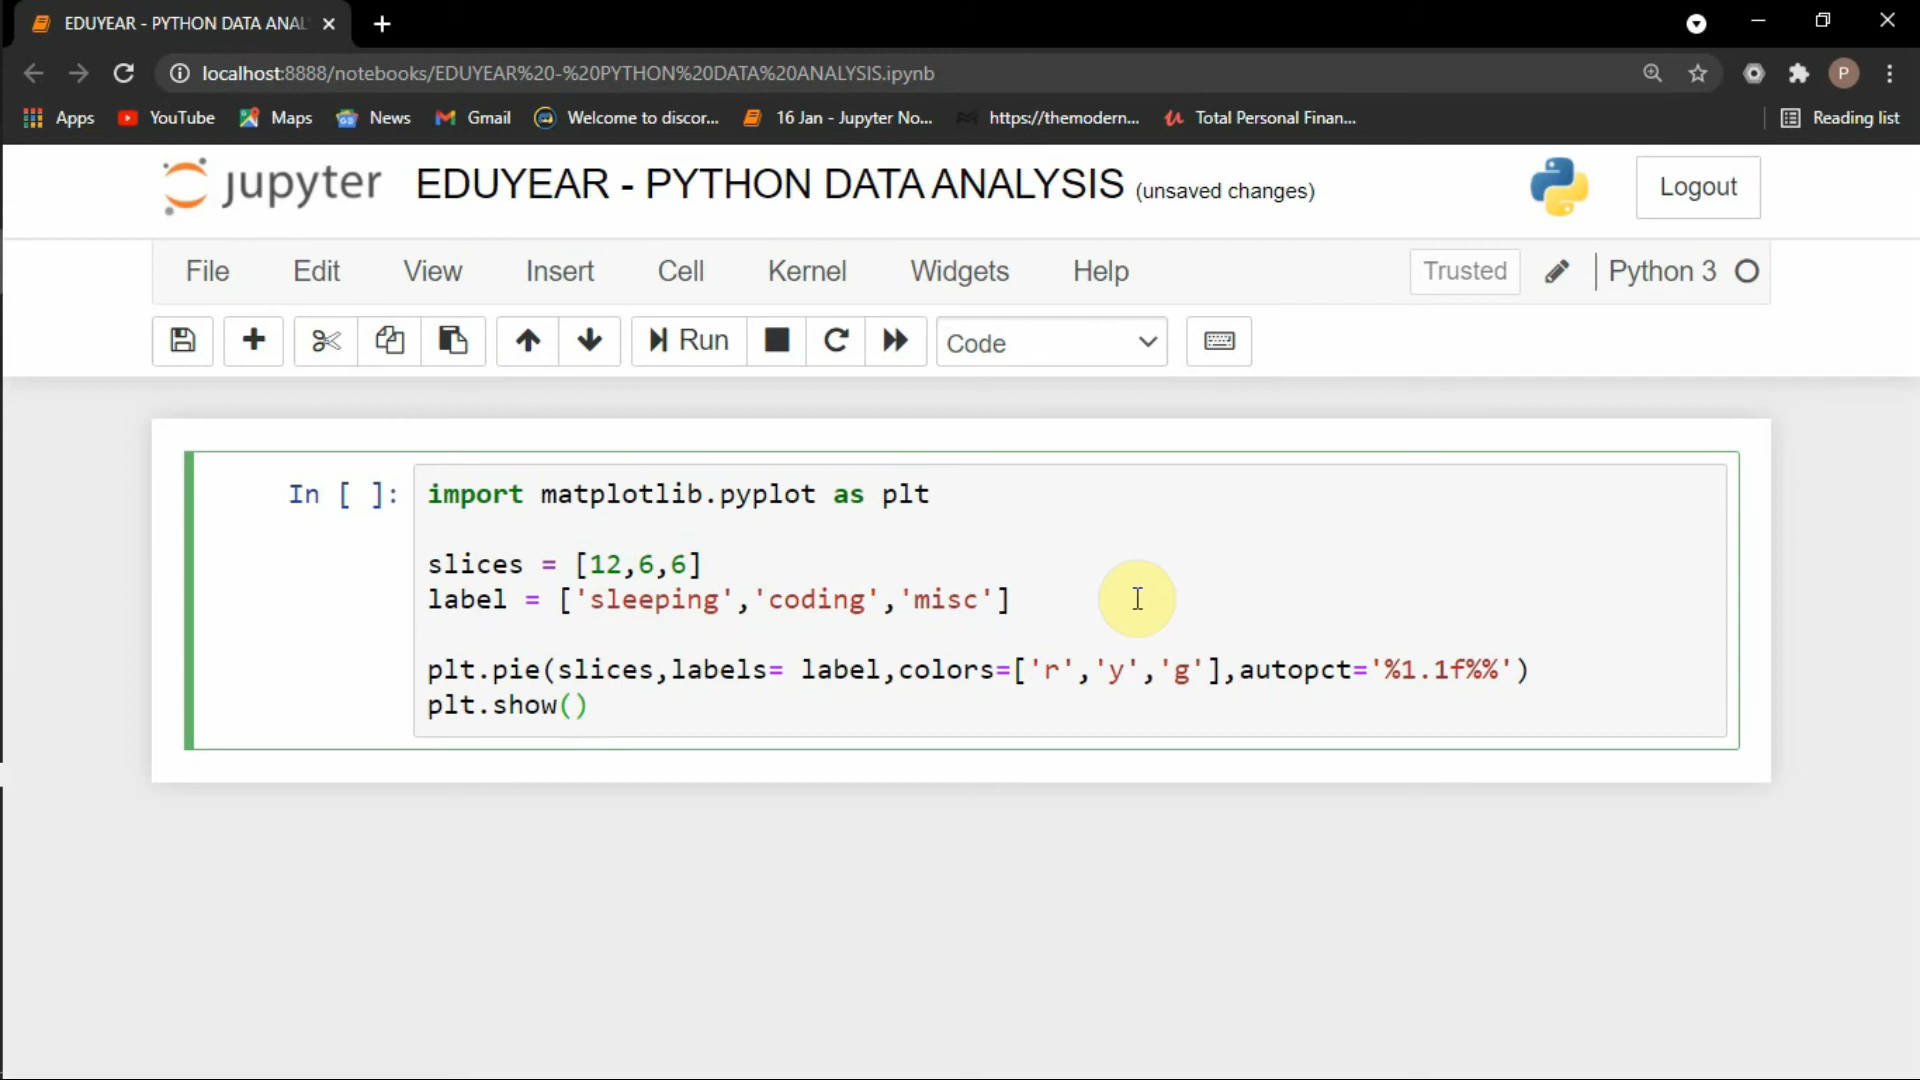 EDUYEAR - PYTHON DATA ANAL
localhost:8888/notebooks/EDUYEAR%20-%20PYTHON%20DATA%20ANALYSIS.ipynb
P
Apps YouTube Maps News Gmail Welcome to discor... 16 Jan - Jupyter No... https://themodern... Total Personal Finan... Reading list
jupyter EDUYEAR - PYTHON DATA ANALYSIS (unsaved changes) Logout
File Edit View Insert Cell Kernel Widgets Help Trusted Python 3
Run Code
In [ ]: import matplotlib.pyplot as plt
slices = [12,6,6]
label = ['sleeping','coding','misc']
plt.pie(slices,labels= label,colors=['r','y','g'],autopct='%1.1f%%')
plt.show()